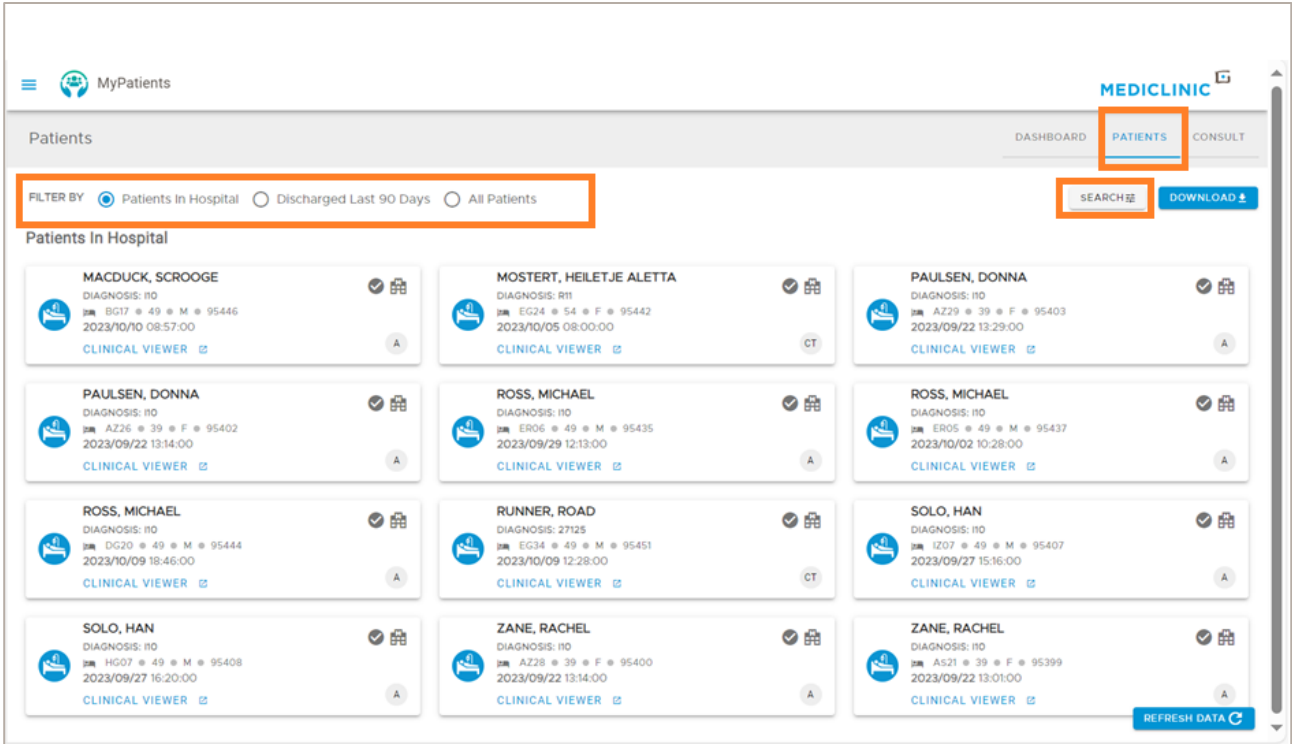 MyPatients
MEDICLINIC
Patients
DASHBOARD PATIENTS CONSULT
FILTER BY Patients In Hospital Discharged Last 90 Days All Patients
SEARCH DOWNLOAD
Patients In Hospital
MACDUCK, SCROOGE
DIAGNOSIS: I10
BG17 • 49 • M • 95446
2023/10/10 08:57:00
A
CLINICAL VIEWER
MOSTERT, HEILETJE ALETTA
DIAGNOSIS: R11
EG24 • 54 • F • 95442
2023/10/05 08:00:00
CT
CLINICAL VIEWER
PAULSEN, DONNA
DIAGNOSIS: I10
AZ29 • 39 • F • 95403
2023/09/22 13:29:00
A
CLINICAL VIEWER
PAULSEN, DONNA
DIAGNOSIS: I10
AZ26 • 39 • F • 95402
2023/09/22 13:14:00
A
CLINICAL VIEWER
ROSS, MICHAEL
DIAGNOSIS: I10
ER06 • 49 • M • 95435
2023/09/29 12:13:00
A
CLINICAL VIEWER
ROSS, MICHAEL
DIAGNOSIS: I10
ER05 • 49 • M • 95437
2023/10/02 10:28:00
A
CLINICAL VIEWER
ROSS, MICHAEL
DIAGNOSIS: I10
DG20 • 49 • M • 95444
2023/10/09 18:46:00
A
CLINICAL VIEWER
RUNNER, ROAD
DIAGNOSIS: 27125
EG34 • 49 • M • 95451
2023/10/09 12:28:00
CT
CLINICAL VIEWER
SOLO, HAN
DIAGNOSIS: I10
IZ07 • 49 • M • 95407
2023/09/27 15:16:00
A
CLINICAL VIEWER
SOLO, HAN
DIAGNOSIS: I10
HG07 • 49 • M • 95408
2023/09/27 16:20:00
A
CLINICAL VIEWER
ZANE, RACHEL
DIAGNOSIS: I10
AZ28 • 39 • F • 95400
2023/09/22 13:14:00
A
CLINICAL VIEWER
ZANE, RACHEL
DIAGNOSIS: I10
AS21 • 39 • F • 95399
2023/09/22 13:01:00
A
CLINICAL VIEWER
REFRESH DATA